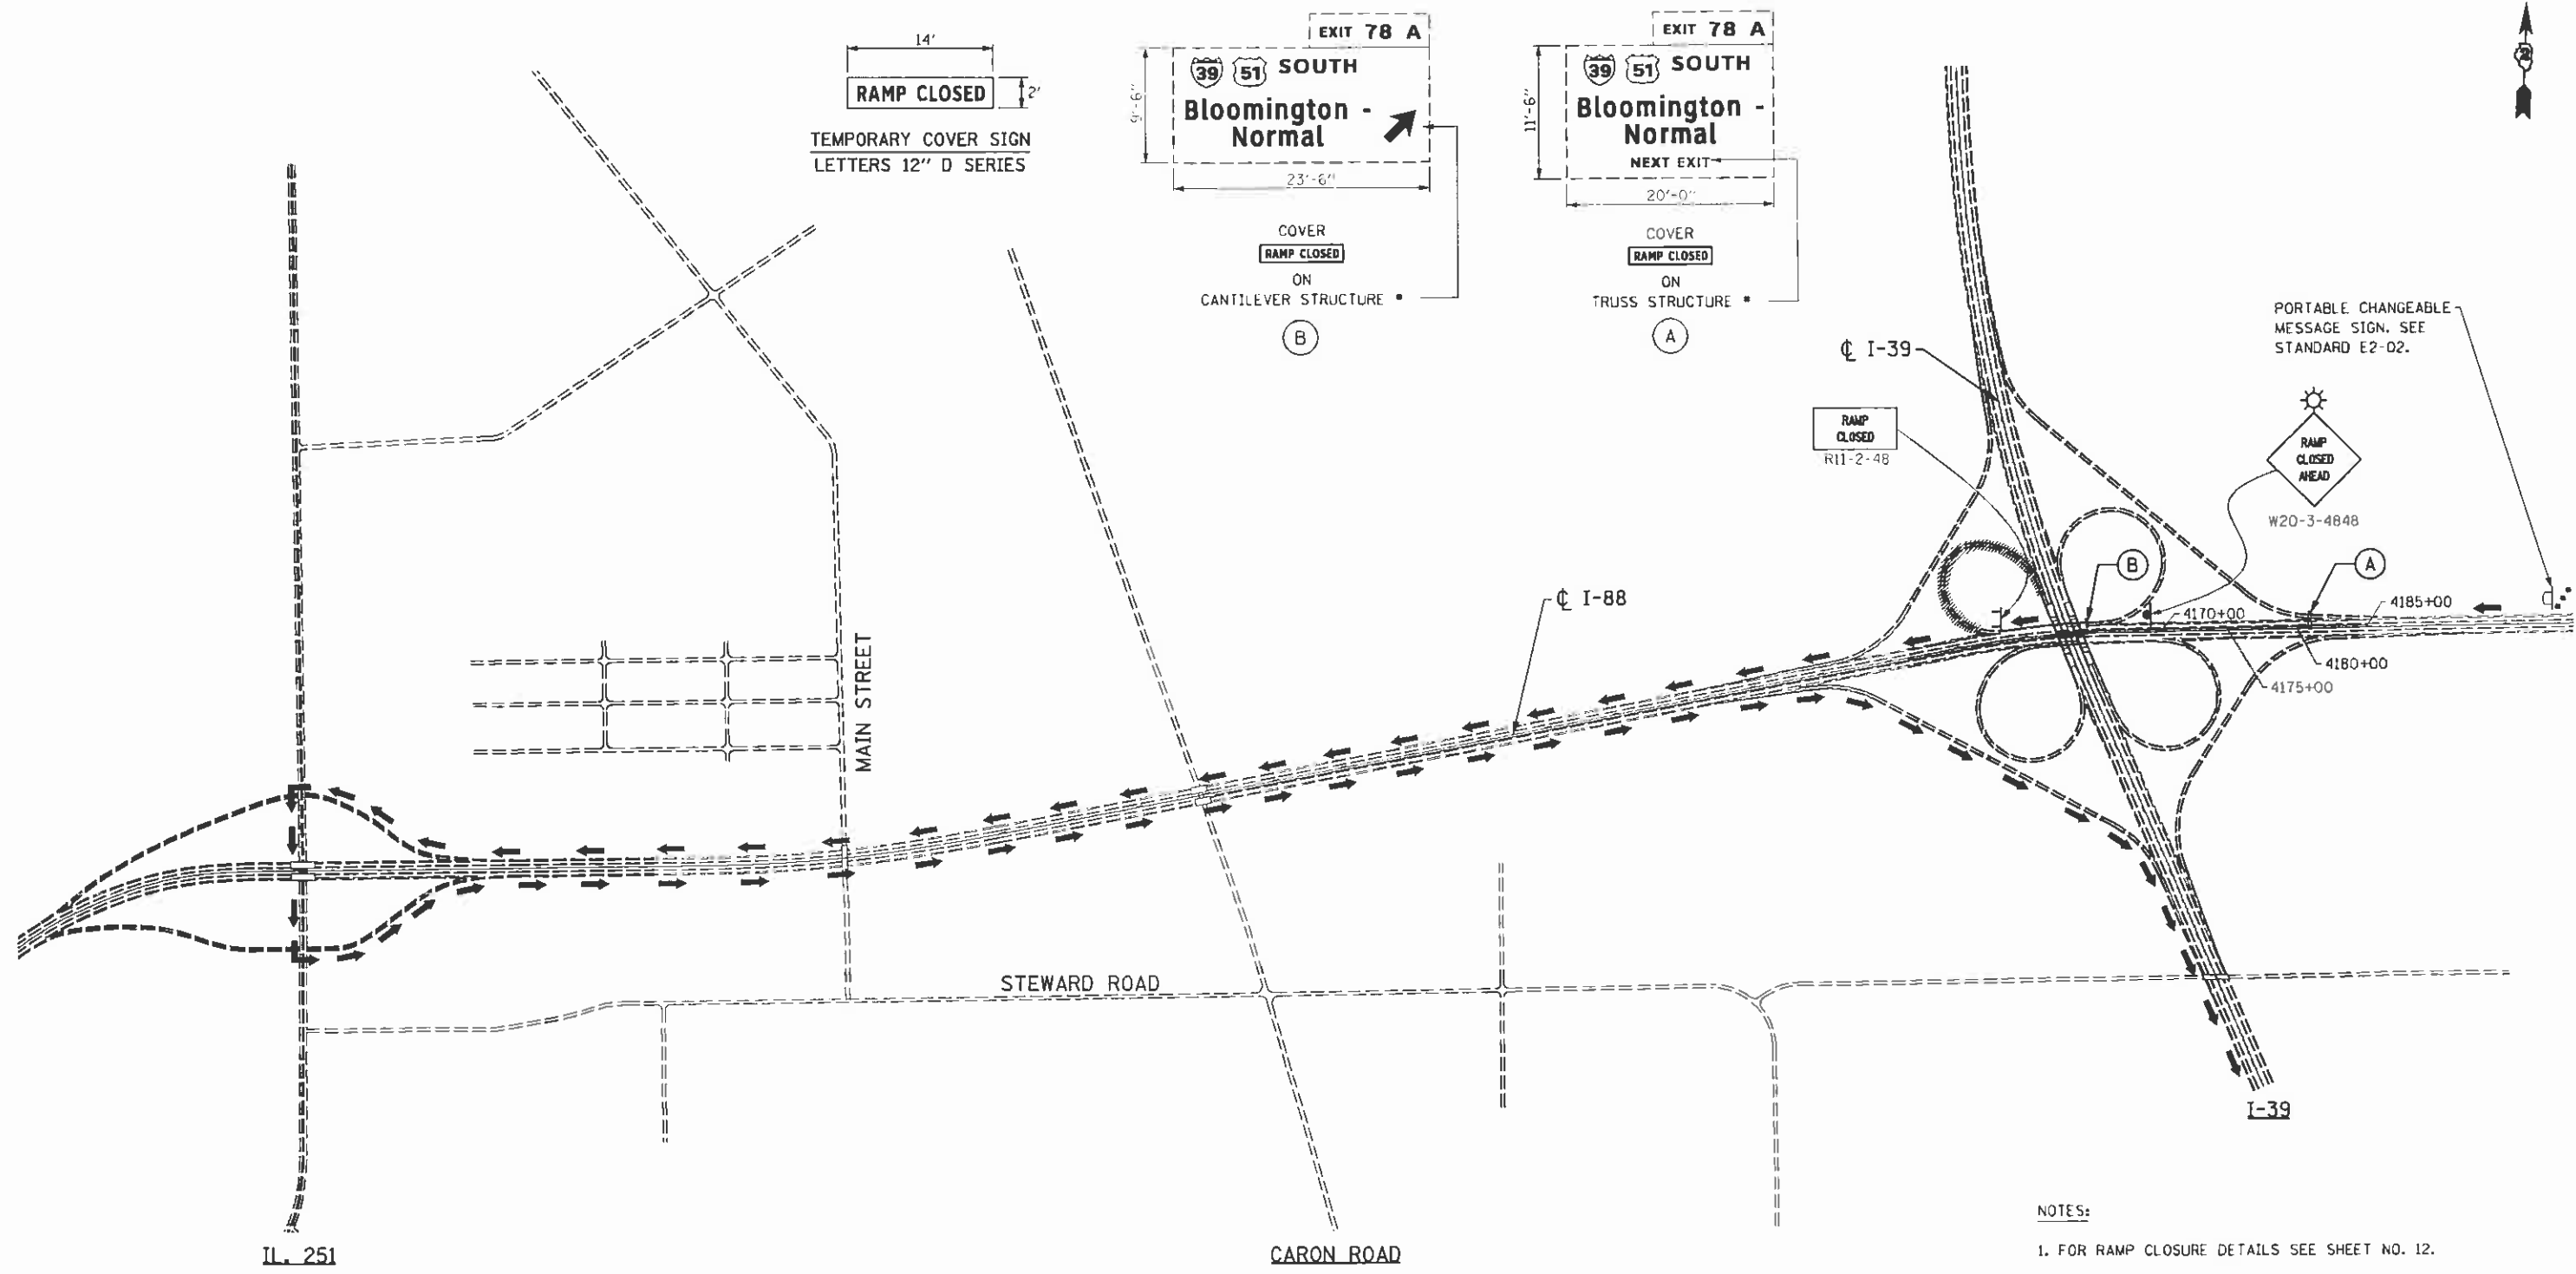 14'
RAMP CLOSED
2'
TEMPORARY COVER SIGN
LETTERS 12" D SERIES
EXIT 78 A
39 51 SOUTH
Bloomington -
Normal
9'-6"
23'-6"
COVER
RAMP CLOSED
ON
CANTILEVER STRUCTURE *
B
EXIT 78 A
39 51 SOUTH
Bloomington -
Normal
NEXT EXIT
11'-6"
20'-0"
COVER
RAMP CLOSED
ON
TRUSS STRUCTURE *
A
PORTABLE CHANGEABLE
MESSAGE SIGN. SEE
STANDARD E2-02.
℄ I-39
RAMP
CLOSED
R11-2-48
RAMP
CLOSED
AHEAD
W20-3-4848
B
A
4170+00
4185+00
4180+00
4175+00
℄ I-88
MAIN STREET
STEWARD ROAD
I-39
IL. 251
CARON ROAD
NOTES:
1. FOR RAMP CLOSURE DETAILS SEE SHEET NO. 12.